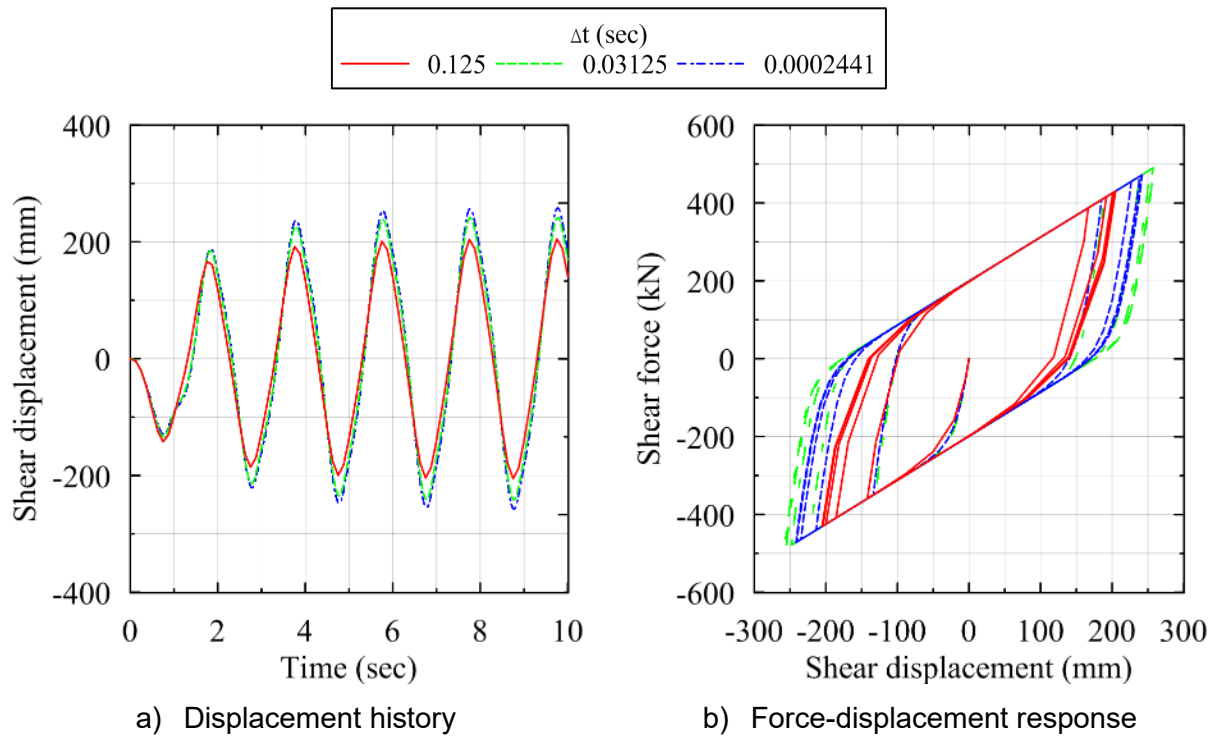 Δt (sec)
0.125 0.03125 0.0002441
400
200
0
-200
-400
Shear displacement (mm)
0 2 4 6 8 10
Time (sec)
a) Displacement history
600
400
200
0
-200
-400
-600
Shear force (kN)
-300 -200 -100 0 100 200 300
Shear displacement (mm)
b) Force-displacement response